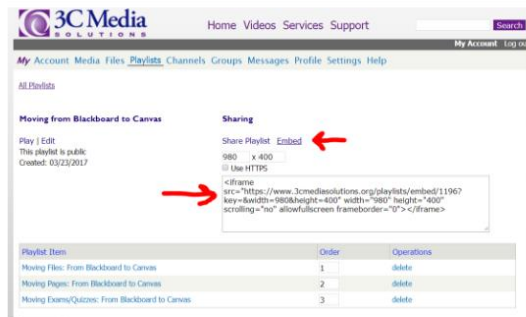 3C Media
SOLUTIONS
Home Videos Services Support
Search
My Account Log ou
My Account Media Files Playlists Channels Groups Messages Profile Settings Help
All Playlists
Moving from Blackboard to Canvas
Sharing
Play | Edit
Share Playlist Embed
This playlist is public
Created: 03/23/2017
980 x 400
Use HTTPS
<iframe
src="https://www.3cmediasolutions.org/playlists/embed/1196?
key=&width=980&height=400" width="980" height="400"
scrolling="no" allowfullscreen frameborder="0"></iframe>
Playlist Item Order Operations
Moving Files: From Blackboard to Canvas 1 delete
Moving Pages: From Blackboard to Canvas 2 delete
Moving Exams/Quizzes: From Blackboard to Canvas 3 delete